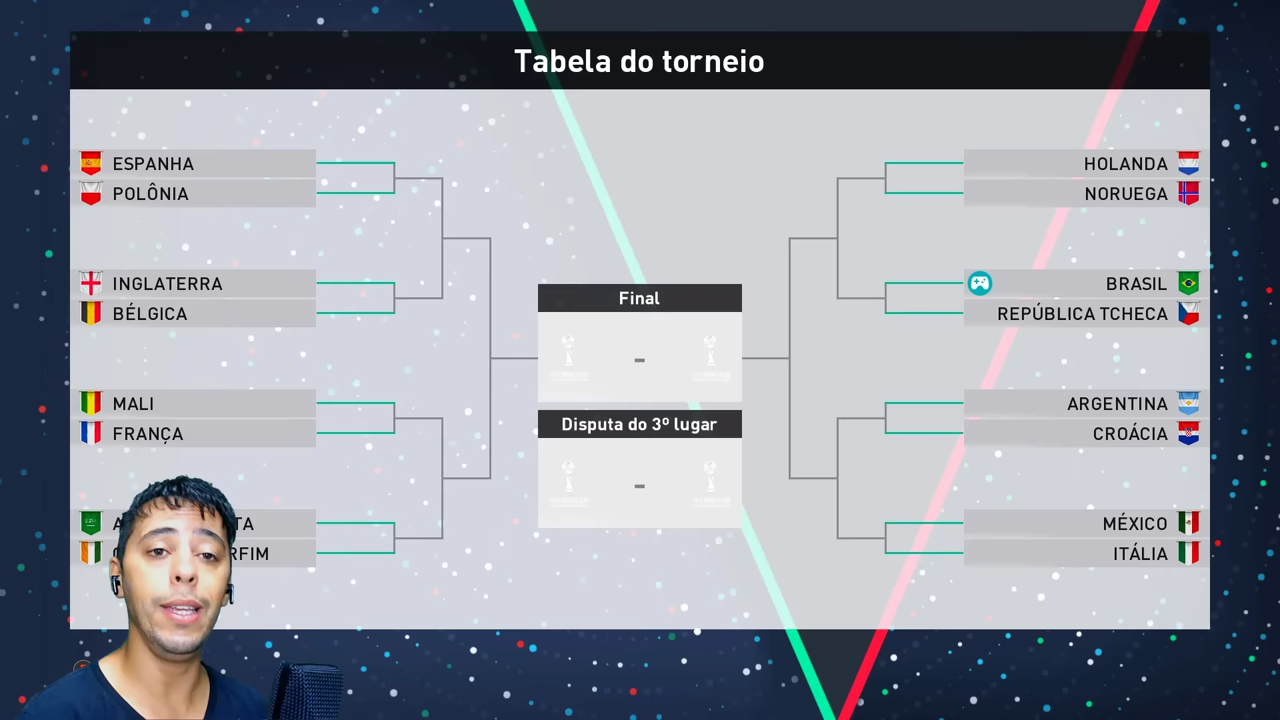 Tabela do torneio
ESPANHA
POLÔNIA
INGLATERRA
BÉLGICA
MALI
FRANÇA
Final
-
Disputa do 3º lugar
-
HOLANDA
NORUEGA
BRASIL
REPÚBLICA TCHECA
ARGENTINA
CROÁCIA
MÉXICO
ITÁLIA